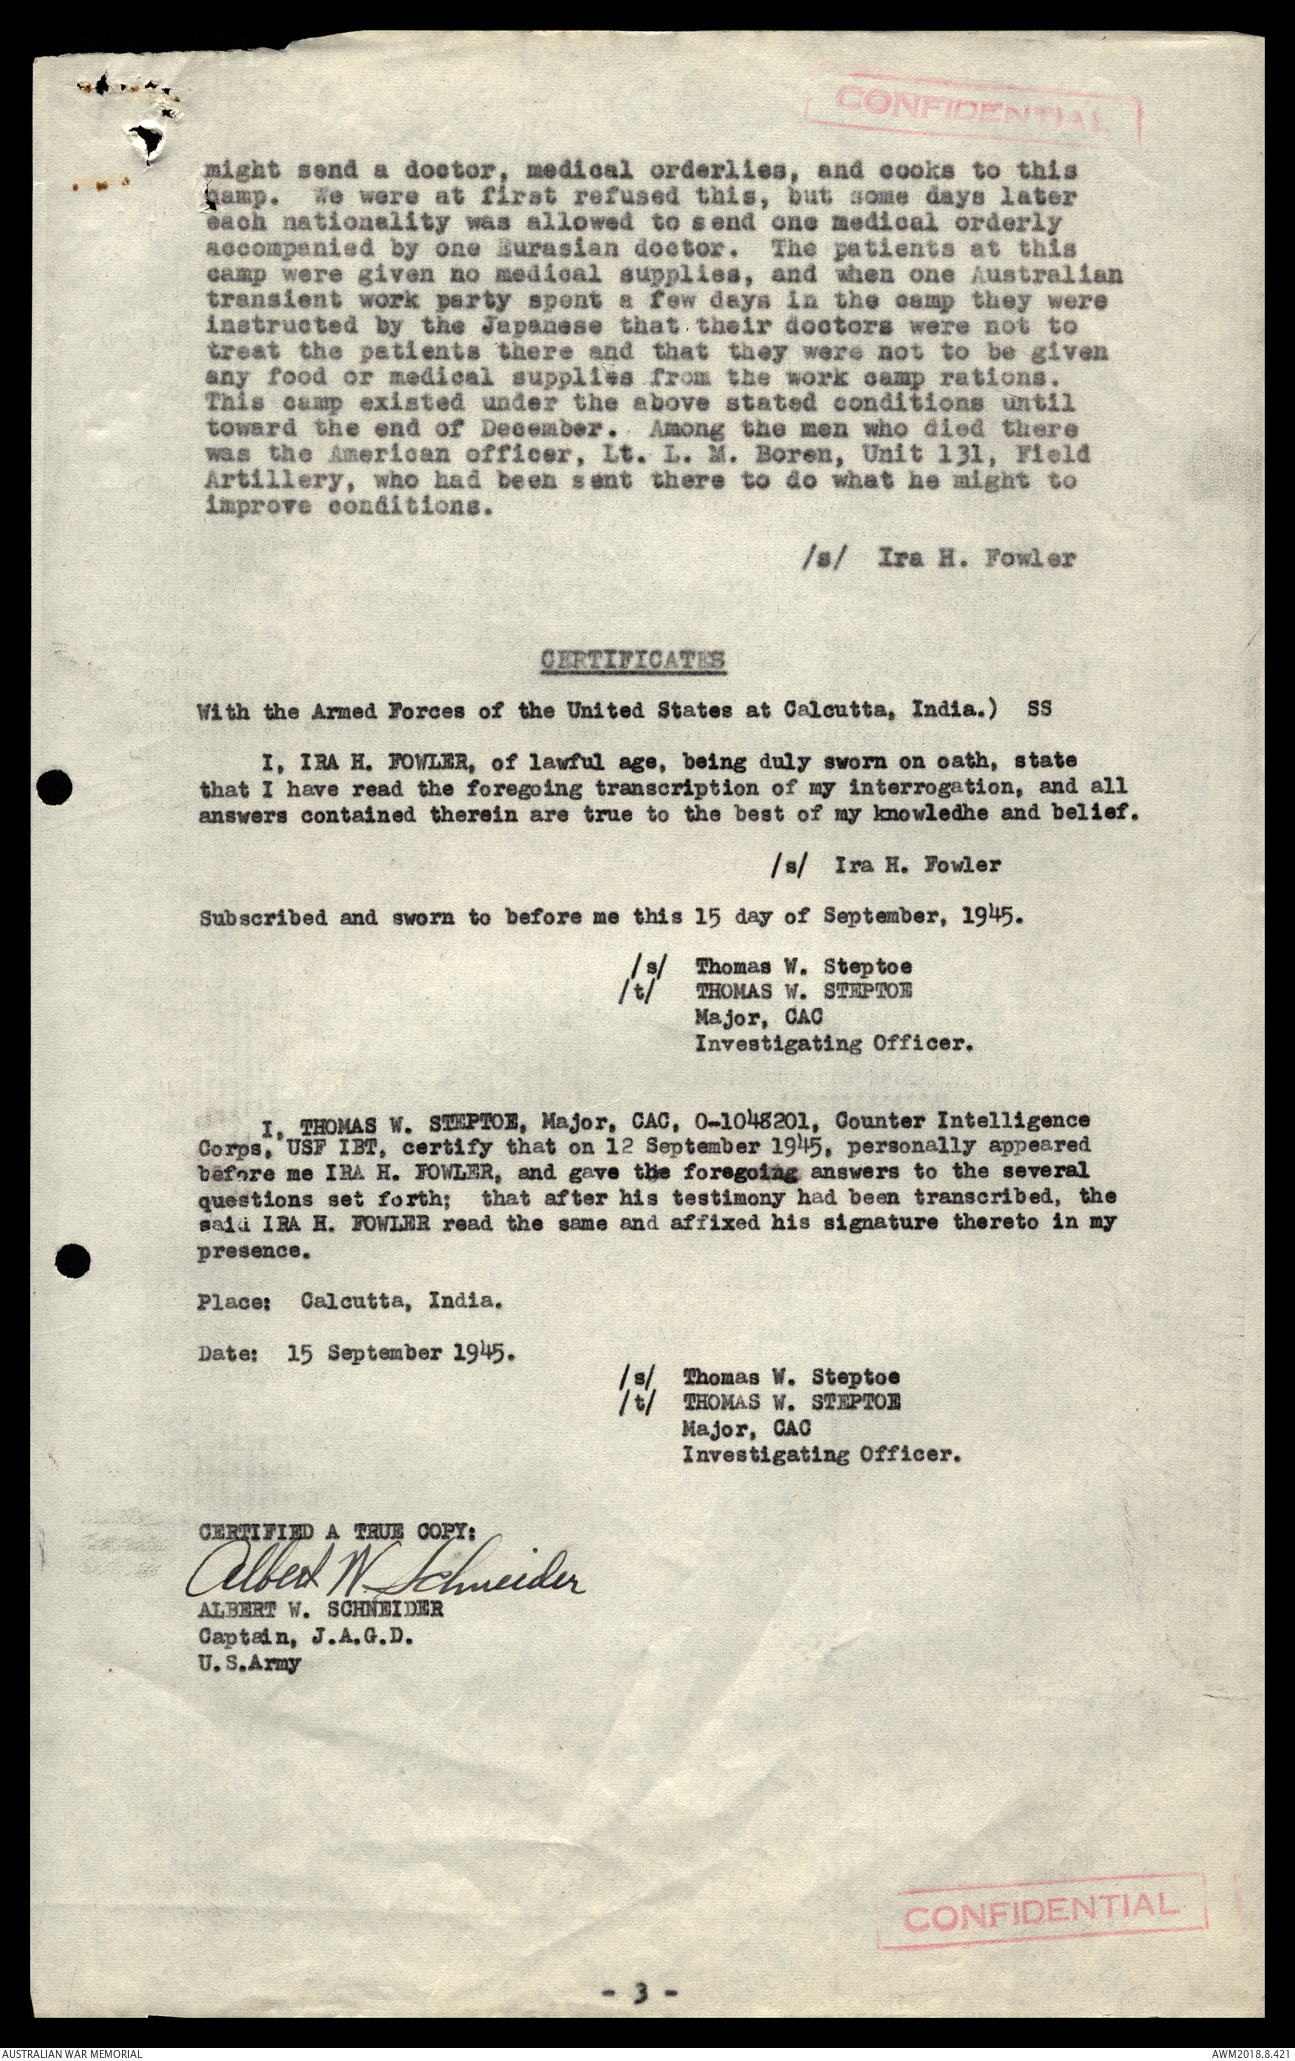 CONFIDENTIAL
might send a doctor, medical orderlies, and cooks to this
camp.  We were at first refused this, but some days later
each nationality was allowed to send one medical orderly
accompanied by one Eurasian doctor.  The patients at this
camp were given no medical supplies, and when one Australian
transient work party spent a few days in the camp they were
instructed by the Japanese that their doctors were not to
treat the patients there and that they were not to be given
any food or medical supplies from the work camp rations.
This camp existed under the above stated conditions until
toward the end of December.  Among the men who died there
was the American officer, Lt. L. M. Boren, Unit 131, Field
Artillery, who had been sent there to do what he might to
improve conditions.
/s/  Ira H. Fowler
CERTIFICATES
With the Armed Forces of the United States at Calcutta, India.)  SS
I, IRA H. FOWLER, of lawful age, being duly sworn on oath, state
that I have read the foregoing transcription of my interrogation, and all
answers contained therein are true to the best of my knowledhe and belief.
/s/  Ira H. Fowler
Subscribed and sworn to before me this 15 day of September, 1945.
/s/  Thomas W. Steptoe
/t/  THOMAS W. STEPTOE
Major, CAC
Investigating Officer.
I, THOMAS W. STEPTOE, Major, CAC, O-1048201, Counter Intelligence
Corps, USF IBT, certify that on 12 September 1945, personally appeared
before me IRA H. FOWLER, and gave the foregoing answers to the several
questions set forth;  that after his testimony had been transcribed, the
said IRA H. FOWLER read the same and affixed his signature thereto in my
presence.
Place:  Calcutta, India.
Date:  15 September 1945.
/s/  Thomas W. Steptoe
/t/  THOMAS W. STEPTOE
Major, CAC
Investigating Officer.
CERTIFIED A TRUE COPY:
Albert W. Schneider
ALBERT W. SCHNEIDER
Captain, J.A.G.D.
U.S.Army
CONFIDENTIAL
- 3 -
AUSTRALIAN WAR MEMORIAL
AWM2018.8.421